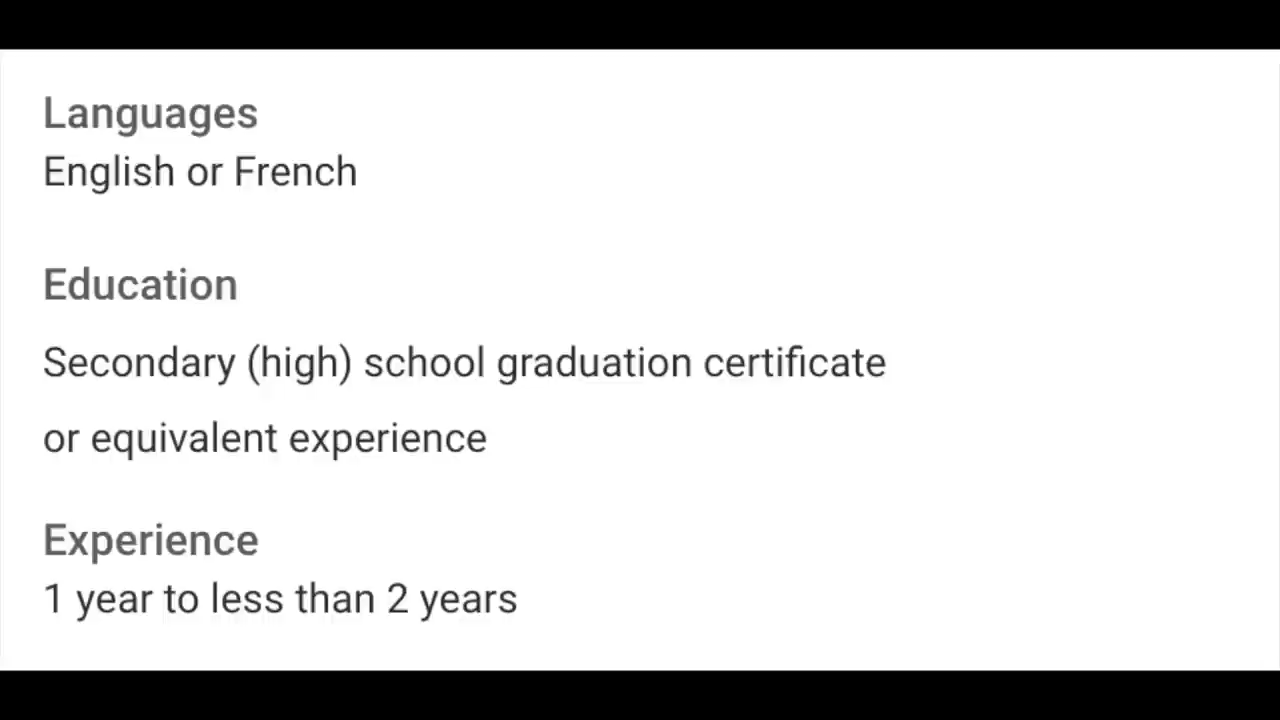 Languages
English or French
Education
Secondary (high) school graduation certificate
or equivalent experience
Experience
1 year to less than 2 years